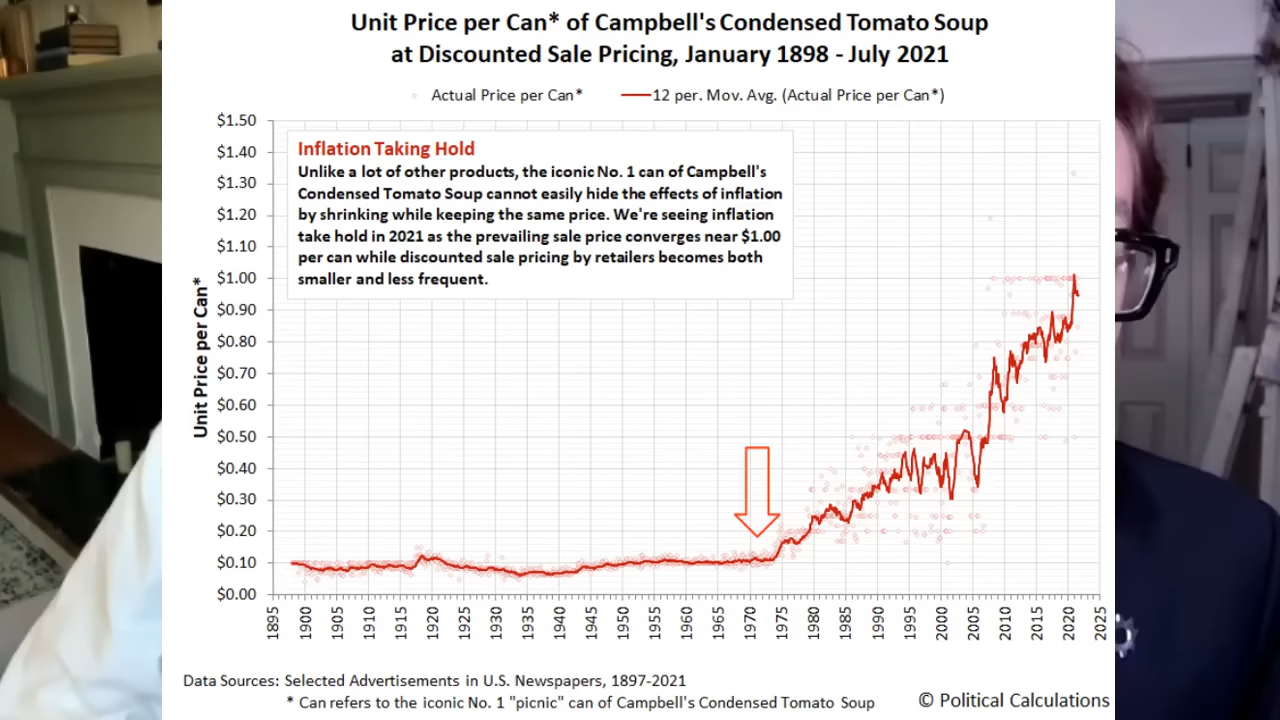 Unit Price per Can* of Campbell's Condensed Tomato Soup
at Discounted Sale Pricing, January 1898 - July 2021
Actual Price per Can*
12 per. Mov. Avg. (Actual Price per Can*)
Unit Price per Can*
$1.50
$1.40
$1.30
$1.20
$1.10
$1.00
$0.90
$0.80
$0.70
$0.60
$0.50
$0.40
$0.30
$0.20
$0.10
$0.00
Inflation Taking Hold
Unlike a lot of other products, the iconic No. 1 can of Campbell's
Condensed Tomato Soup cannot easily hide the effects of inflation
by shrinking while keeping the same price. We're seeing inflation
take hold in 2021 as the prevailing sale price converges near $1.00
per can while discounted sale pricing by retailers becomes both
smaller and less frequent.
1895
1900
1905
1910
1915
1920
1925
1930
1935
1940
1945
1950
1955
1960
1965
1970
1975
1980
1985
1990
1995
2000
2005
2010
2015
2020
2025
Data Sources: Selected Advertisements in U.S. Newspapers, 1897-2021
* Can refers to the iconic No. 1 "picnic" can of Campbell's Condensed Tomato Soup
© Political Calculations